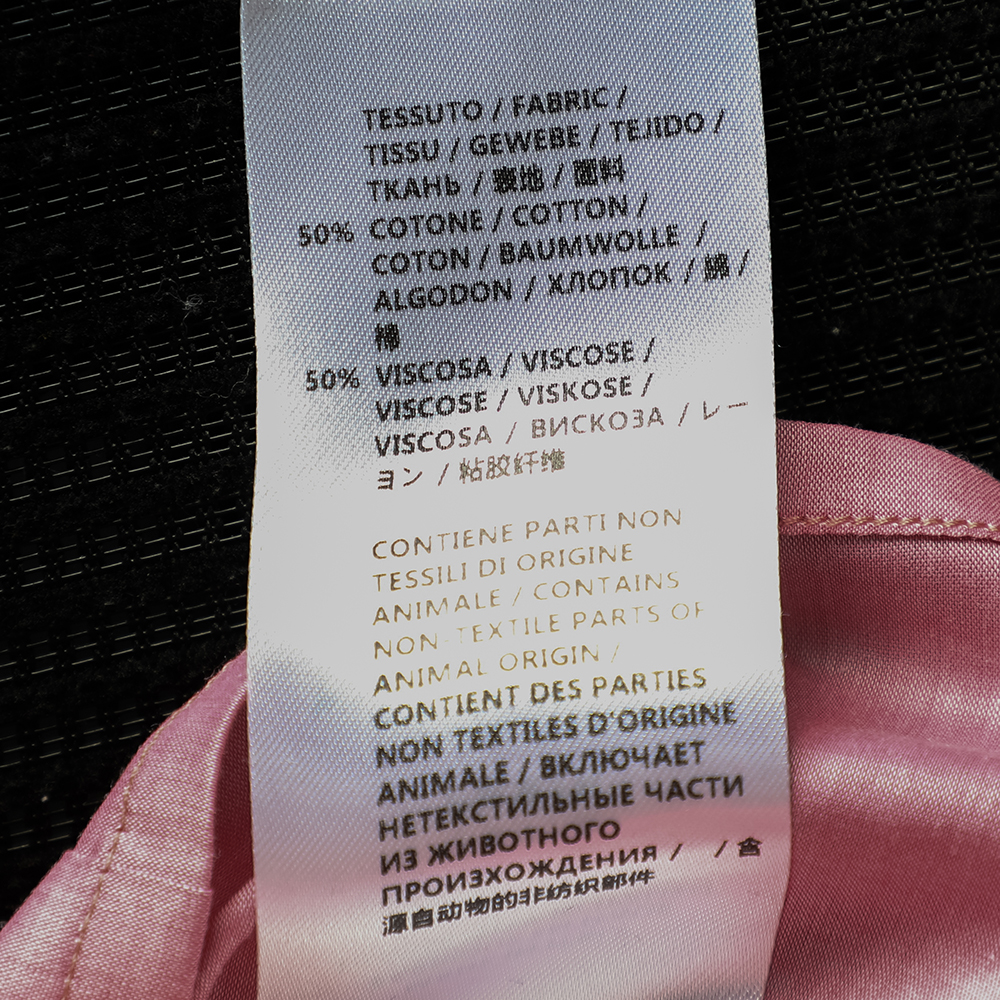 TESSUTO / FABRIC /
TISSU / GEWEBE / TEJIDO /
ТКАНЬ / 表地 / 面料
50% COTONE / COTTON /
COTON / BAUMWOLLE /
ALGODON / ХЛОПОК / 綿 /
棉
50% VISCOSA / VISCOSE /
VISCOSE / VISKOSE /
VISCOSA / ВИСКОЗА / レー
ヨン / 粘胶纤维
CONTIENE PARTI NON
TESSILI DI ORIGINE
ANIMALE / CONTAINS
NON-TEXTILE PARTS OF
ANIMAL ORIGIN /
CONTIENT DES PARTIES
NON TEXTILES D'ORIGINE
ANIMALE / ВКЛЮЧАЕТ
НЕТЕКСТИЛЬНЫЕ ЧАСТИ
ИЗ ЖИВОТНОГО
ПРОИЗХОЖДЕНИЯ / / 含
源自动物的非纺织部件